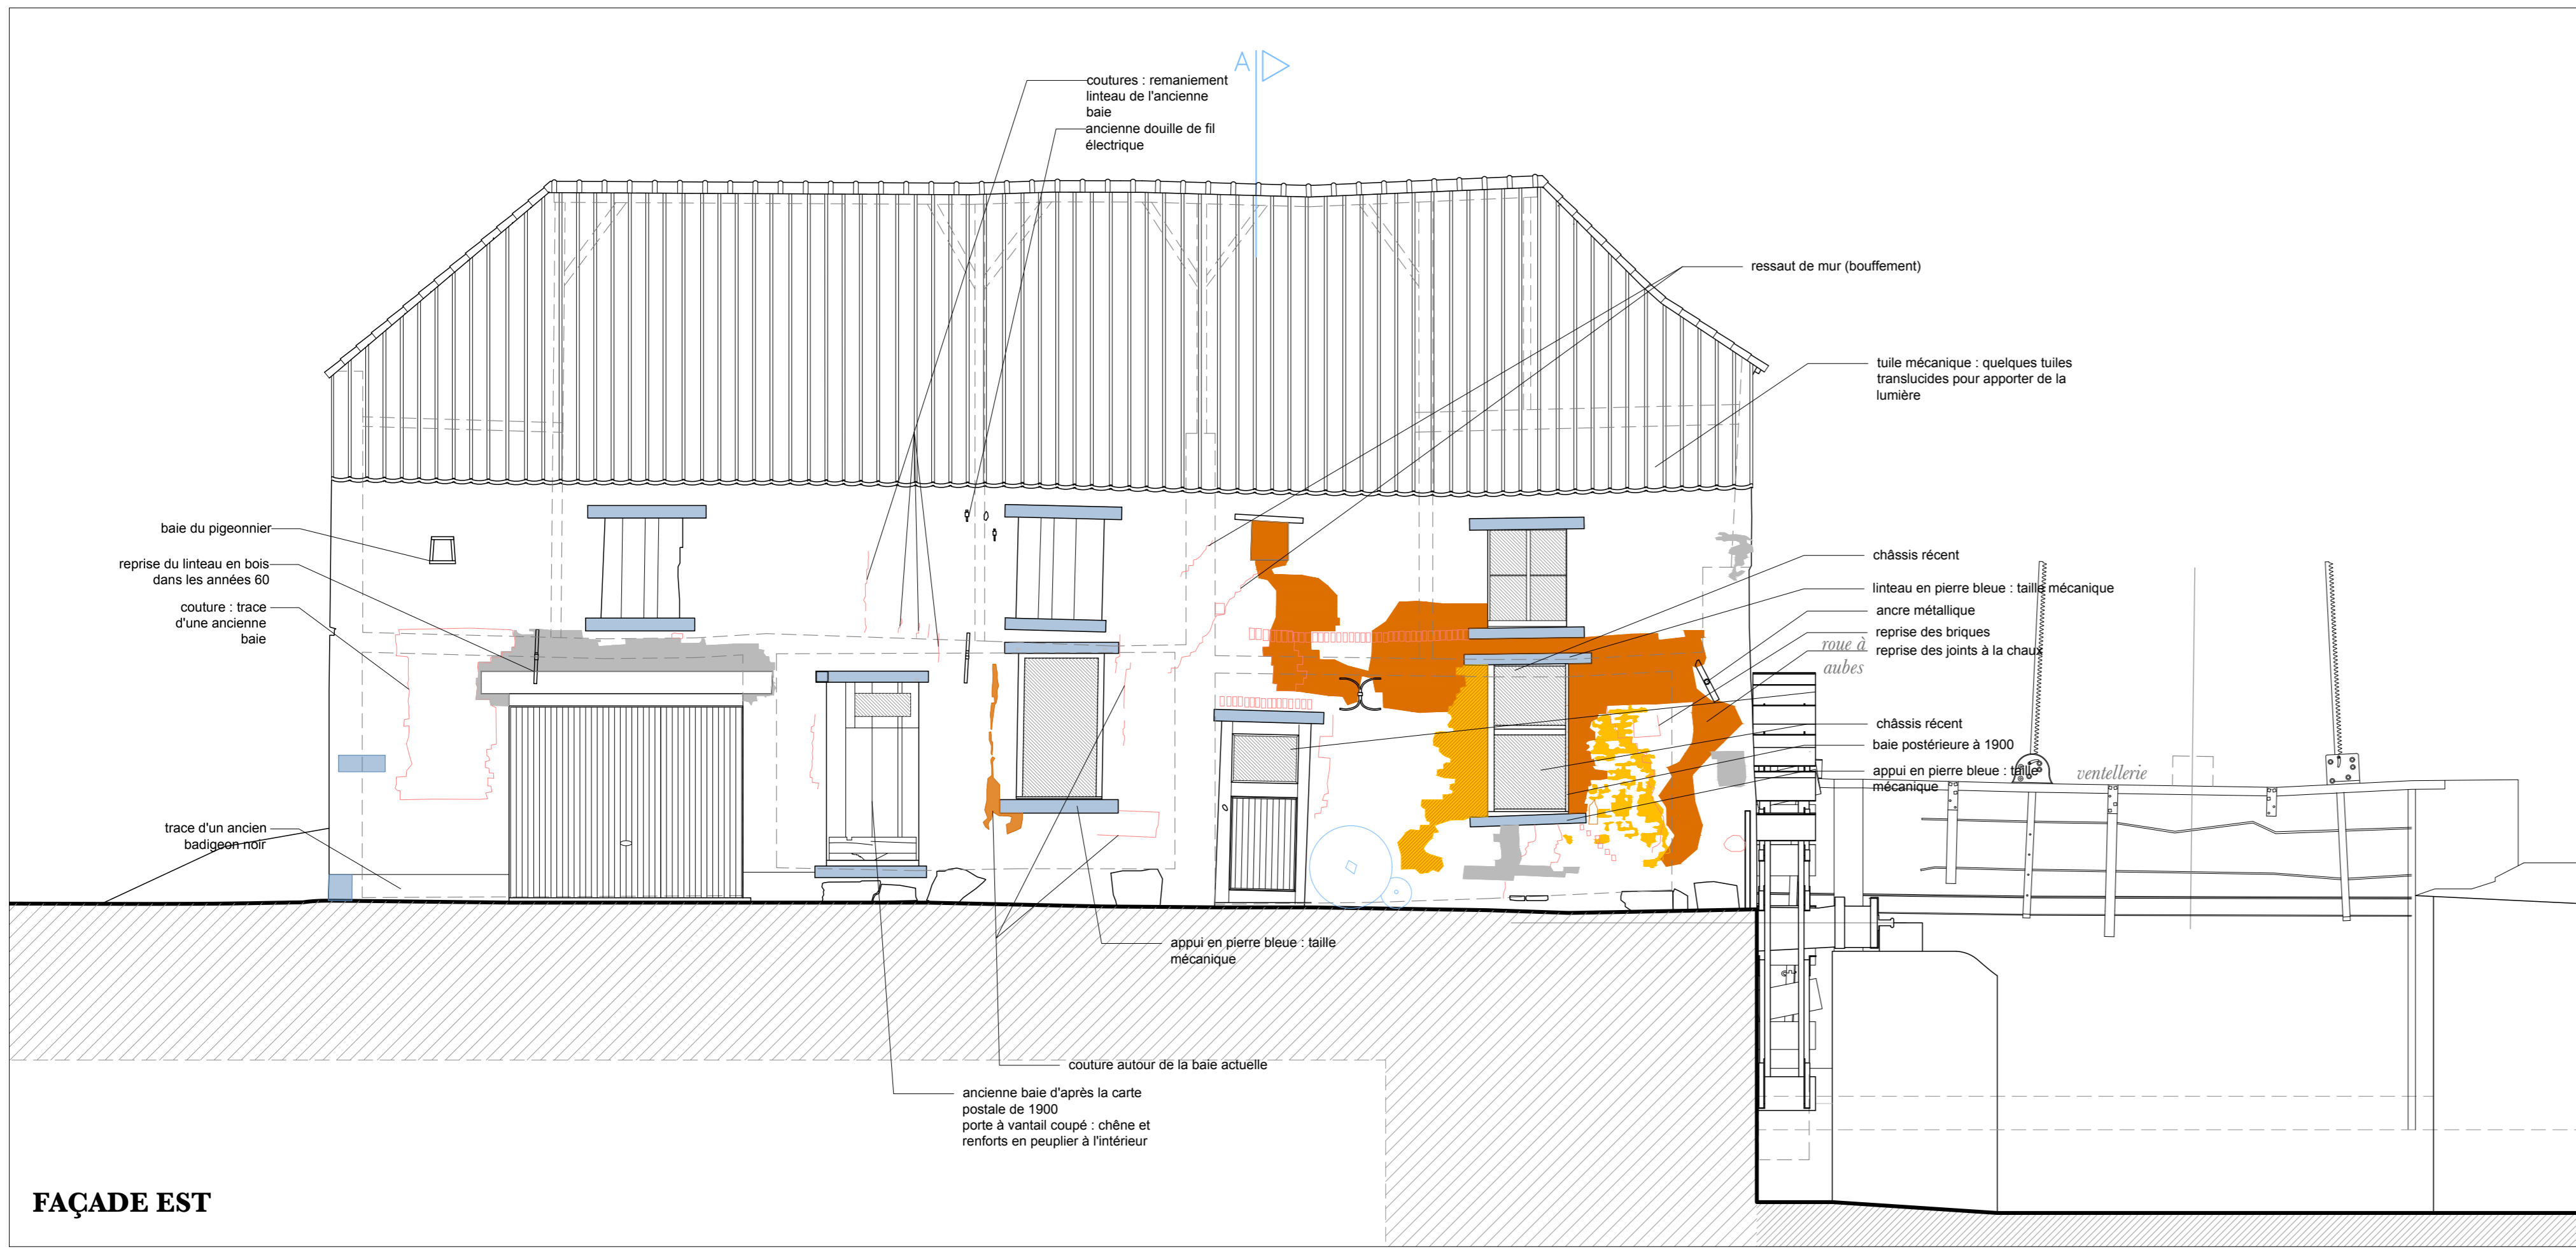 A
coutures : remaniement
linteau de l'ancienne
baie
ancienne douille de fil
électrique
ressaut de mur (bouffement)
tuile mécanique : quelques tuiles
translucides pour apporter de la
lumière
baie du pigeonnier
reprise du linteau en bois
dans les années 60
couture : trace
d'une ancienne
baie
trace d'un ancien
badigeon noir
châssis récent
linteau en pierre bleue : taille mécanique
ancre métallique
reprise des briques
reprise des joints à la chaux
roue à
aubes
châssis récent
baie postérieure à 1900
appui en pierre bleue : taille
mécanique
ventellerie
appui en pierre bleue : taille
mécanique
couture autour de la baie actuelle
ancienne baie d'après la carte
postale de 1900
porte à vantail coupé : chêne et
renforts en peuplier à l'intérieur
FAÇADE EST